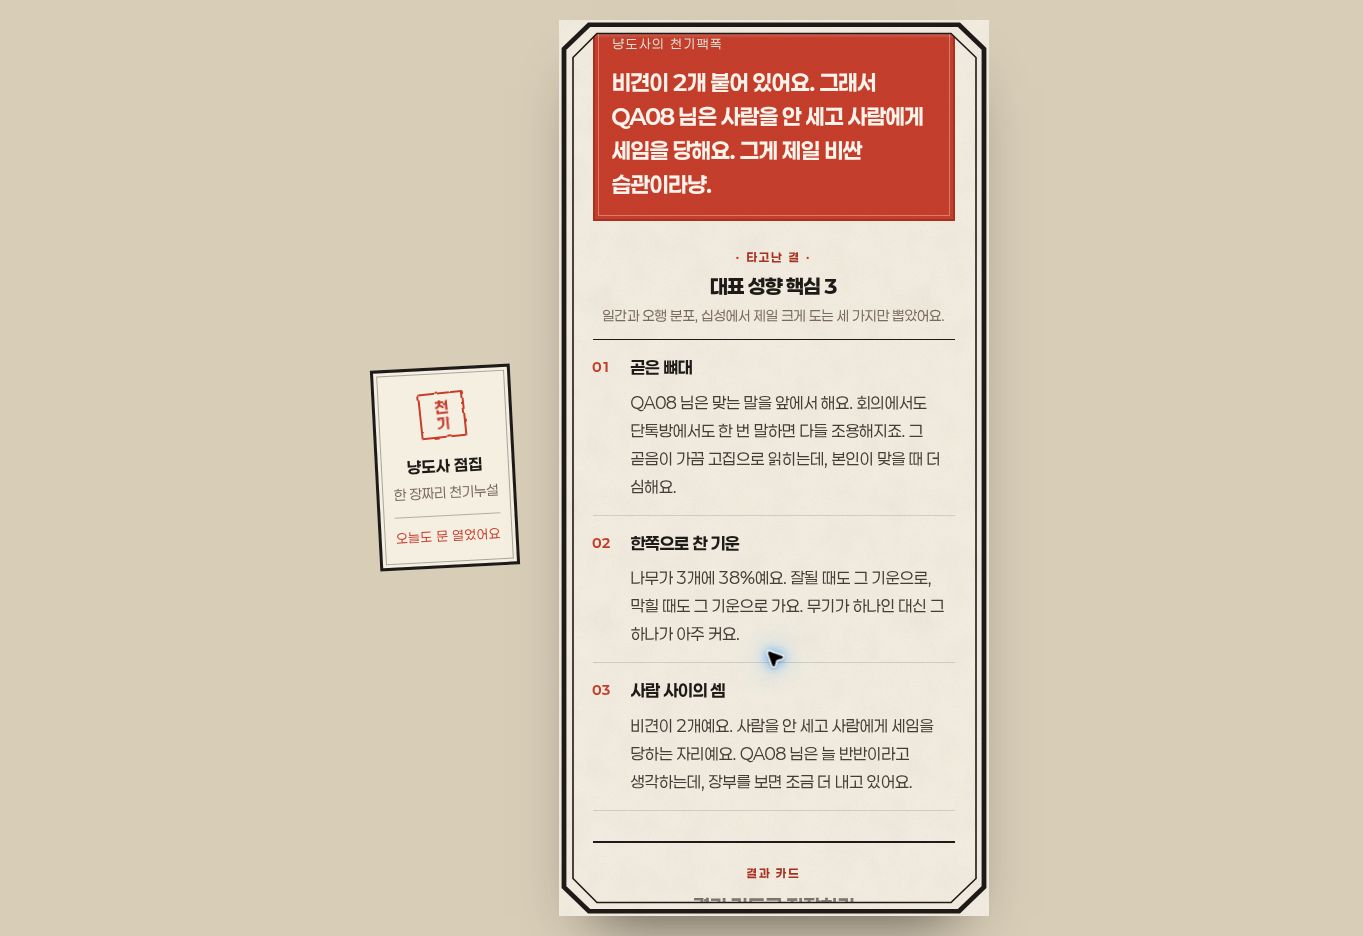 냥도사의 천기팩폭
비견이 2개 붙어 있어요. 그래서
QA08 님은 사람을 안 세고 사람에게
세임을 당해요. 그게 제일 비싼
습관이라냥.
· 타고난 결 ·
대표 성향 핵심 3
일간과 오행 분포, 십성에서 제일 크게 도는 세 가지만 뽑았어요.
01 곧은 뼈대
QA08 님은 맞는 말을 앞에서 해요. 회의에서도
단톡방에서도 한 번 말하면 다들 조용해지죠. 그
곧음이 가끔 고집으로 읽히는데, 본인이 맞을 때 더
심해요.
02 한쪽으로 찬 기운
나무가 3개에 38%예요. 잘될 때도 그 기운으로,
막힐 때도 그 기운으로 가요. 무기가 하나인 대신 그
하나가 아주 커요.
03 사람 사이의 셈
비견이 2개예요. 사람을 안 세고 사람에게 세임을
당하는 자리예요. QA08 님은 늘 반반이라고
생각하는데, 장부를 보면 조금 더 내고 있어요.
결과 카드
천
기
냥도사 점집
한 장짜리 천기누설
오늘도 문 열었어요